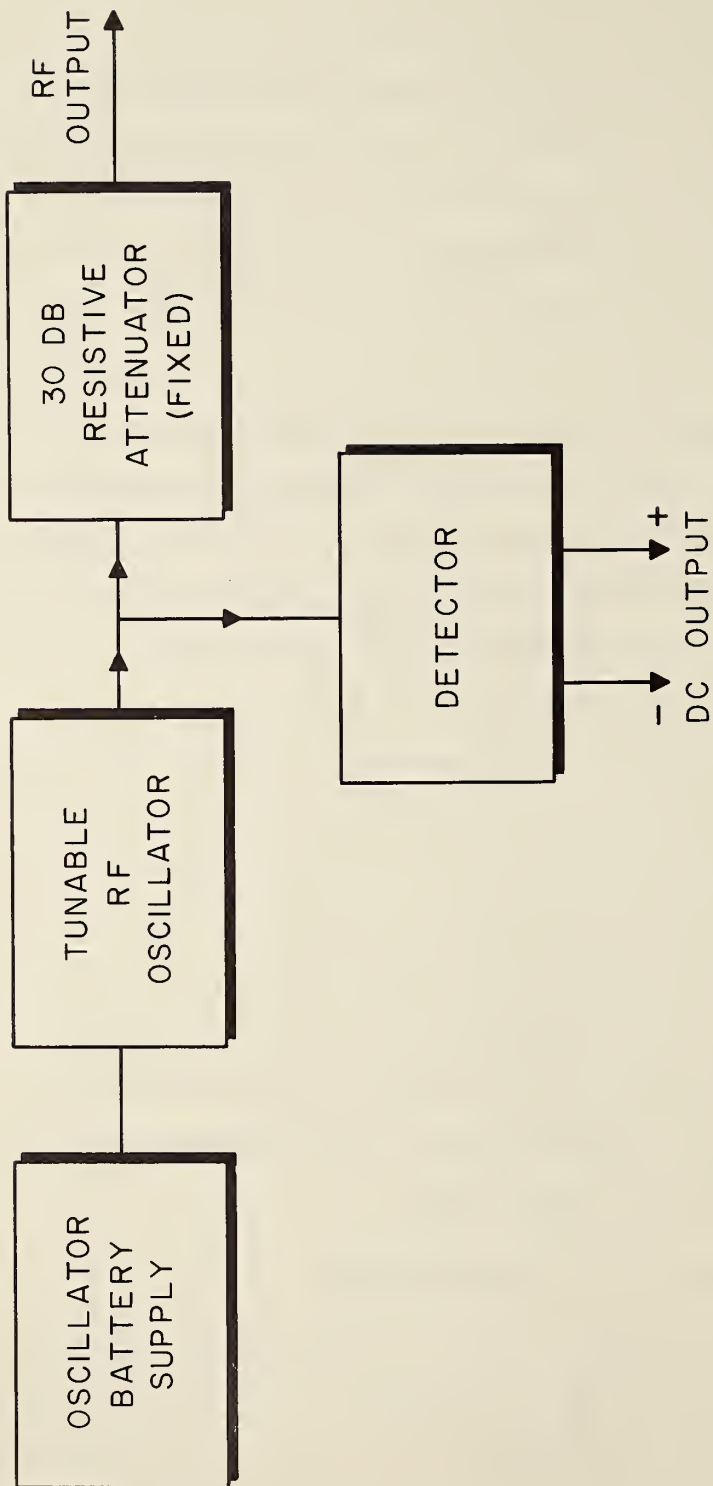 OSCILLATOR
BATTERY
SUPPLY
TUNABLE
RF
OSCILLATOR
30 DB
RESISTIVE
ATTENUATOR
(FIXED)
RF
OUTPUT
DETECTOR
- +
DC OUTPUT